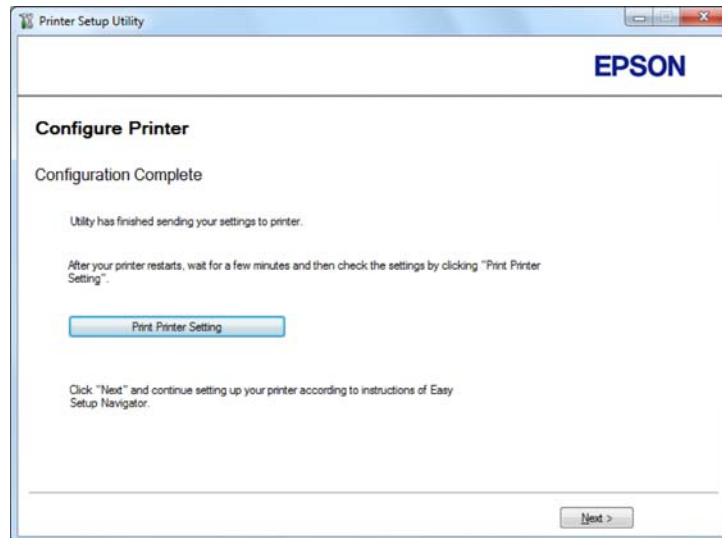 Printer Setup Utility
EPSON
Configure Printer
Configuration Complete
Utility has finished sending your settings to printer.
After your printer restarts, wait for a few minutes and then check the settings by clicking "Print Printer
Setting".
Print Printer Setting
Click "Next" and continue setting up your printer according to instructions of Easy
Setup Navigator.
Next >